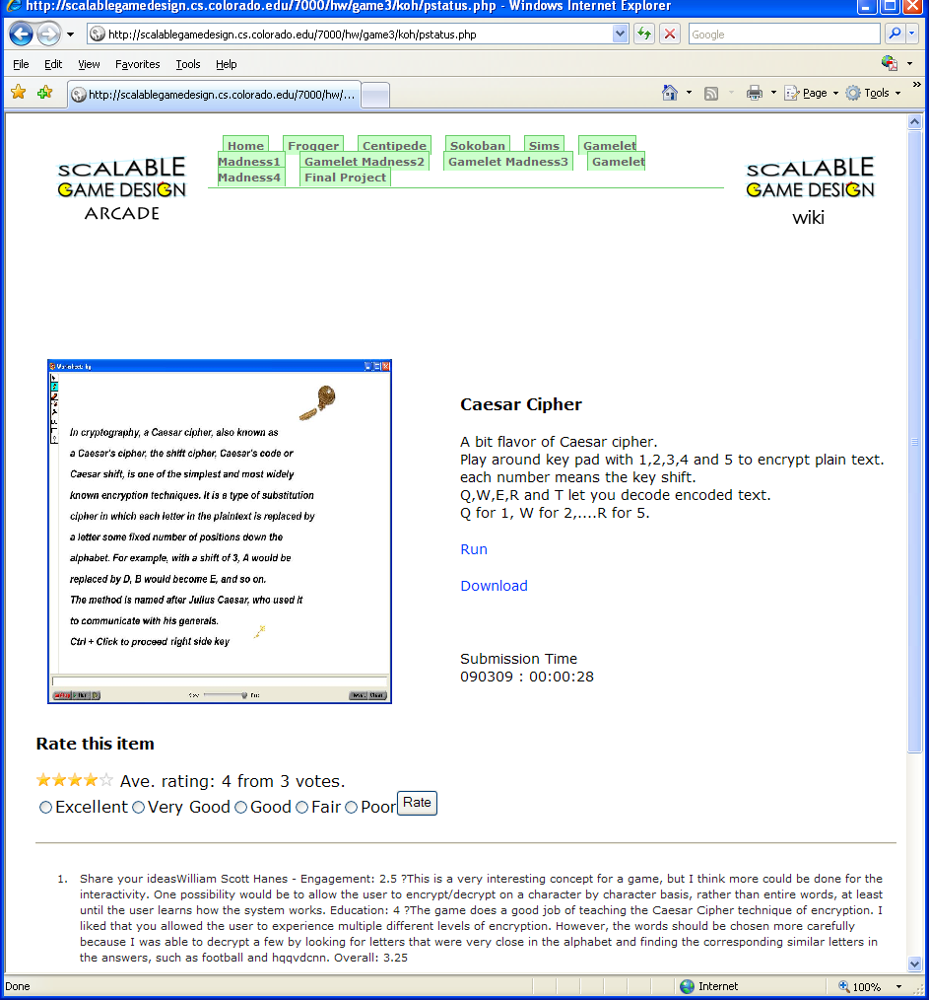 http://scalablegamedesign.cs.colorado.edu/7000/hw/game3/koh/pstatus.php - Windows Internet Explorer
http://scalablegamedesign.cs.colorado.edu/7000/hw/game3/koh/pstatus.php
Google
File Edit View Favorites Tools Help
http://scalablegamedesign.cs.colorado.edu/7000/hw/...
Page Tools
Home Frogger Centipede Sokoban Sims Gamelet
Madness1 Gamelet Madness2 Gamelet Madness3 Gamelet
Madness4 Final Project
SCALABLE
GAME DESIGN
ARCADE
SCALABLE
GAME DESIGN
wiki
In cryptography, a Caesar cipher, also known as
a Caesar's cipher, the shift cipher, Caesar's code or
Caesar shift, is one of the simplest and most widely
known encryption techniques. It is a type of substitution
cipher in which each letter in the plaintext is replaced by
a letter some fixed number of positions down the
alphabet. For example, with a shift of 3, A would be
replaced by D, B would become E, and so on.
The method is named after Julius Caesar, who used it
to communicate with his generals.
Ctrl + Click to proceed right side key
Caesar Cipher
A bit flavor of Caesar cipher.
Play around key pad with 1,2,3,4 and 5 to encrypt plain text.
each number means the key shift.
Q,W,E,R and T let you decode encoded text.
Q for 1, W for 2,....R for 5.
Run
Download
Submission Time
090309 : 00:00:28
Rate this item
Ave. rating: 4 from 3 votes.
Excellent Very Good Good Fair Poor Rate
1. Share your ideasWilliam Scott Hanes - Engagement: 2.5 ?This is a very interesting concept for a game, but I think more could be done for the
interactivity. One possibility would be to allow the user to encrypt/decrypt on a character by character basis, rather than entire words, at least
until the user learns how the system works. Education: 4 ?The game does a good job of teaching the Caesar Cipher technique of encryption. I
liked that you allowed the user to experience multiple different levels of encryption. However, the words should be chosen more carefully
because I was able to decrypt a few by looking for letters that were very close in the alphabet and finding the corresponding similar letters in
the answers, such as football and hqqvdcnn. Overall: 3.25
Done Internet 100%